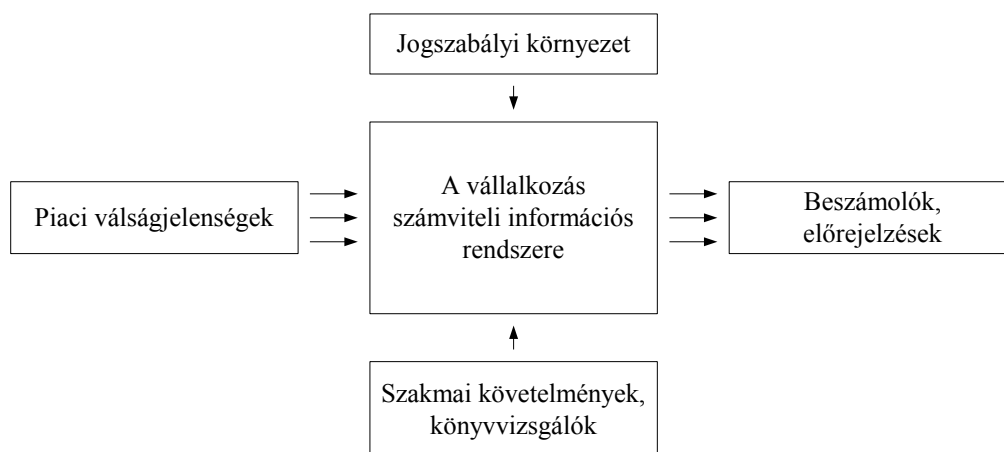 Jogszabályi környezet
Piaci válságjelenségek
A vállalkozás
számviteli információs
rendszere
Beszámolók,
előrejelzések
Szakmai követelmények,
könyvvizsgálók